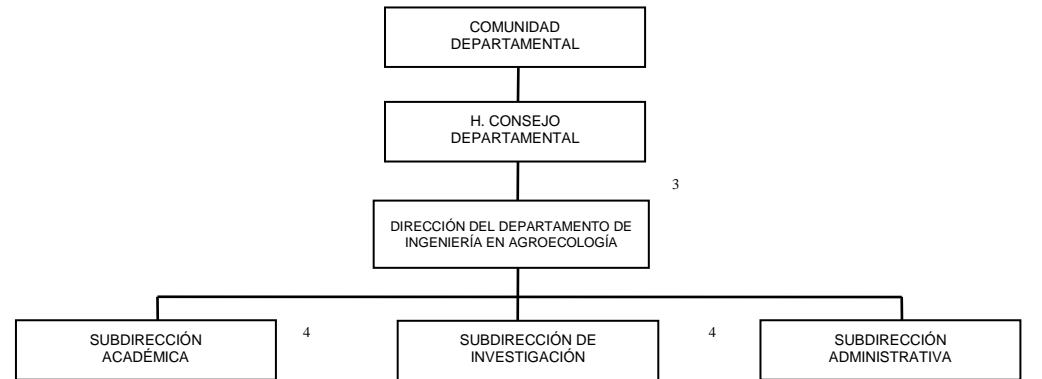 COMUNIDAD
DEPARTAMENTAL
H. CONSEJO
DEPARTAMENTAL
3
DIRECCIÓN DEL DEPARTAMENTO DE
INGENIERÍA EN AGROECOLOGÍA
SUBDIRECCIÓN
ACADÉMICA
4
SUBDIRECCIÓN DE
INVESTIGACIÓN
4
SUBDIRECCIÓN
ADMINISTRATIVA